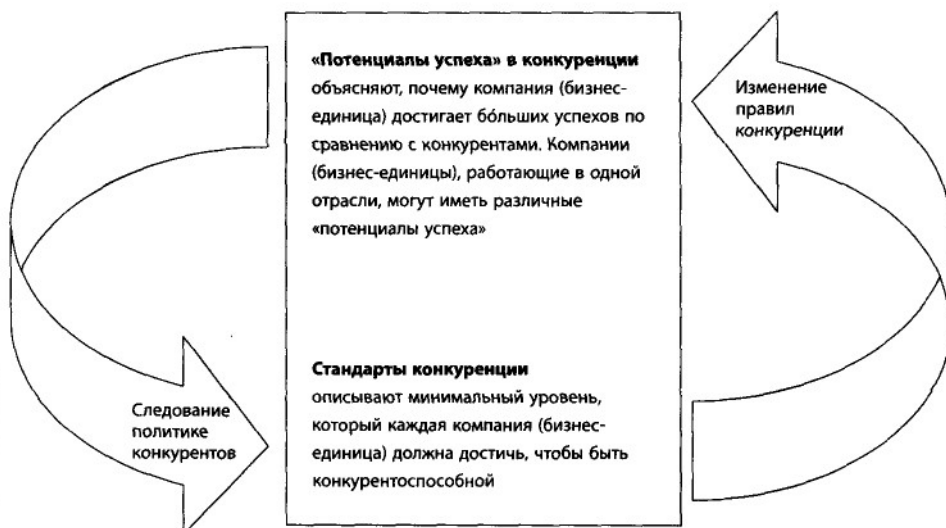 «Потенциалы успеха» в конкуренции
объясняют, почему компания (бизнес-
единица) достигает бо́льших успехов по
сравнению с конкурентами. Компании
(бизнес-единицы), работающие в одной
отрасли, могут иметь различные
«потенциалы успеха»
Изменение
правил
конкуренции
Следование
политике
конкурентов
Стандарты конкуренции
описывают минимальный уровень,
который каждая компания (бизнес-
единица) должна достичь, чтобы быть
конкурентоспособной